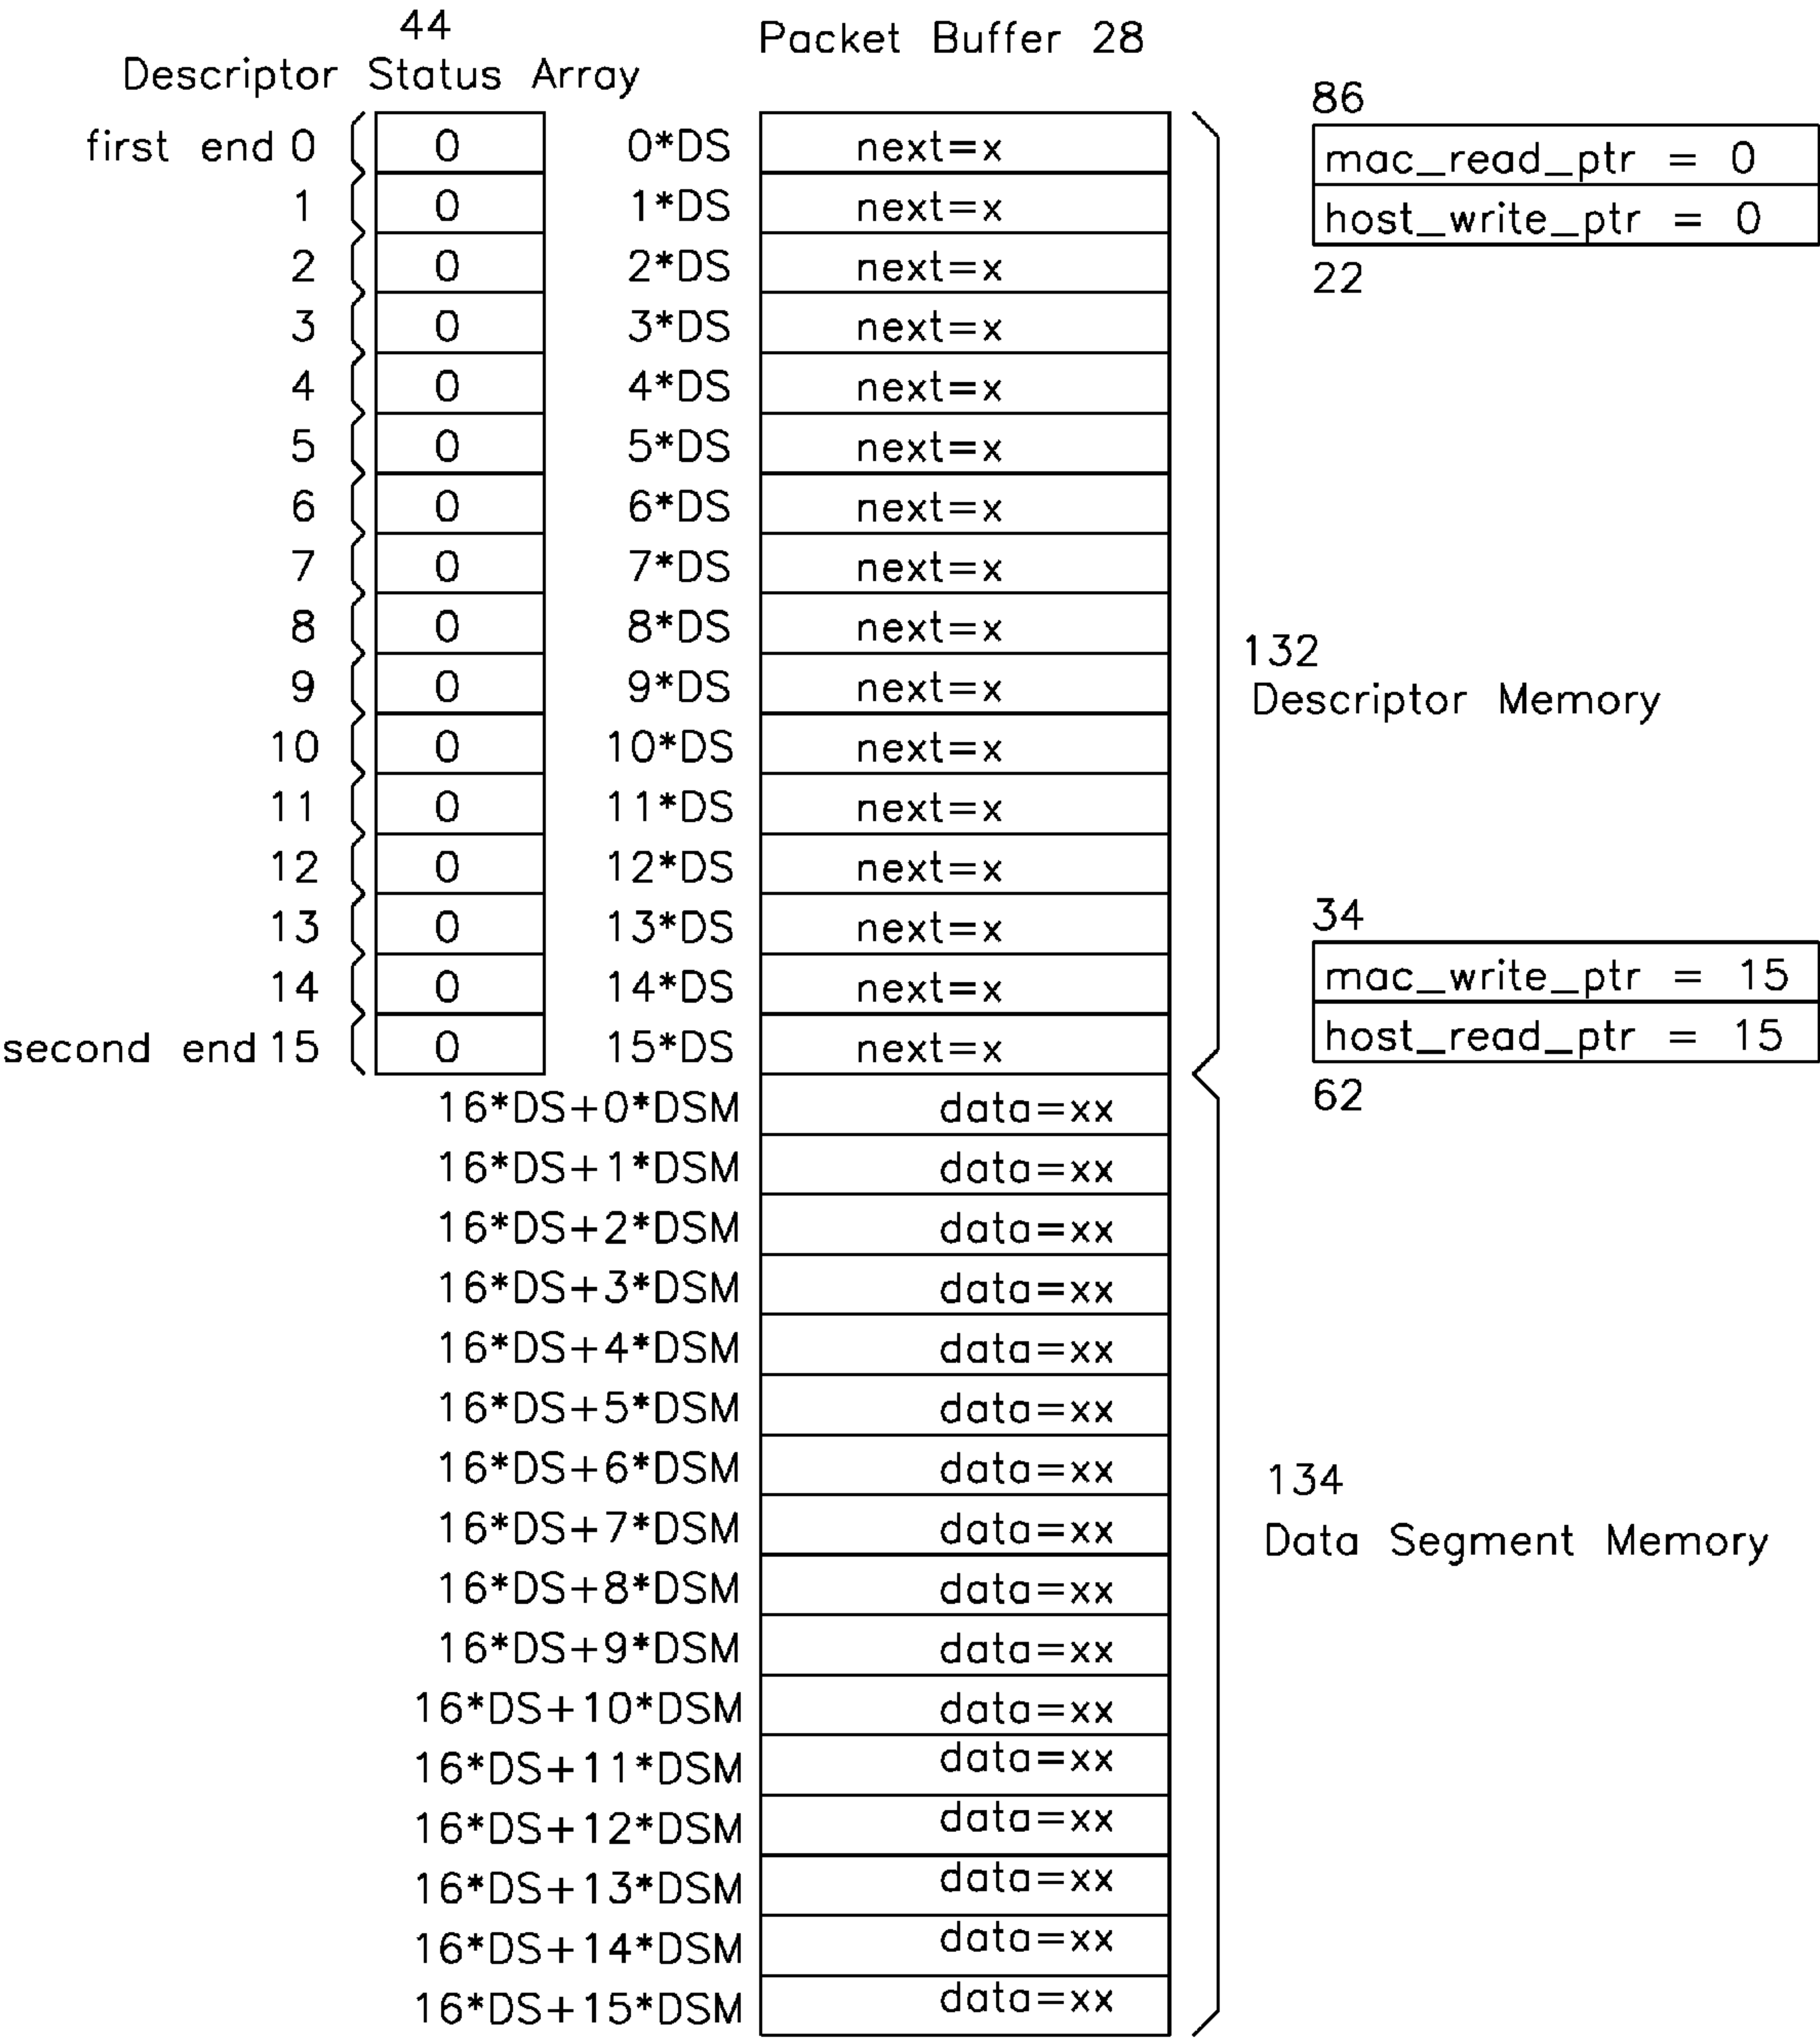 44
Descriptor Status Array
Packet Buffer 28
first end 0 0 0*DS next=x
1 0 1*DS next=x
2 0 2*DS next=x
3 0 3*DS next=x
4 0 4*DS next=x
5 0 5*DS next=x
6 0 6*DS next=x
7 0 7*DS next=x
8 0 8*DS next=x
9 0 9*DS next=x
10 0 10*DS next=x
11 0 11*DS next=x
12 0 12*DS next=x
13 0 13*DS next=x
14 0 14*DS next=x
second end 15 0 15*DS next=x
16*DS+0*DSM data=xx
16*DS+1*DSM data=xx
16*DS+2*DSM data=xx
16*DS+3*DSM data=xx
16*DS+4*DSM data=xx
16*DS+5*DSM data=xx
16*DS+6*DSM data=xx
16*DS+7*DSM data=xx
16*DS+8*DSM data=xx
16*DS+9*DSM data=xx
16*DS+10*DSM data=xx
16*DS+11*DSM data=xx
16*DS+12*DSM data=xx
16*DS+13*DSM data=xx
16*DS+14*DSM data=xx
16*DS+15*DSM data=xx
86
mac_read_ptr = 0
host_write_ptr = 0
22
132
Descriptor Memory
34
mac_write_ptr = 15
host_read_ptr = 15
62
134
Data Segment Memory